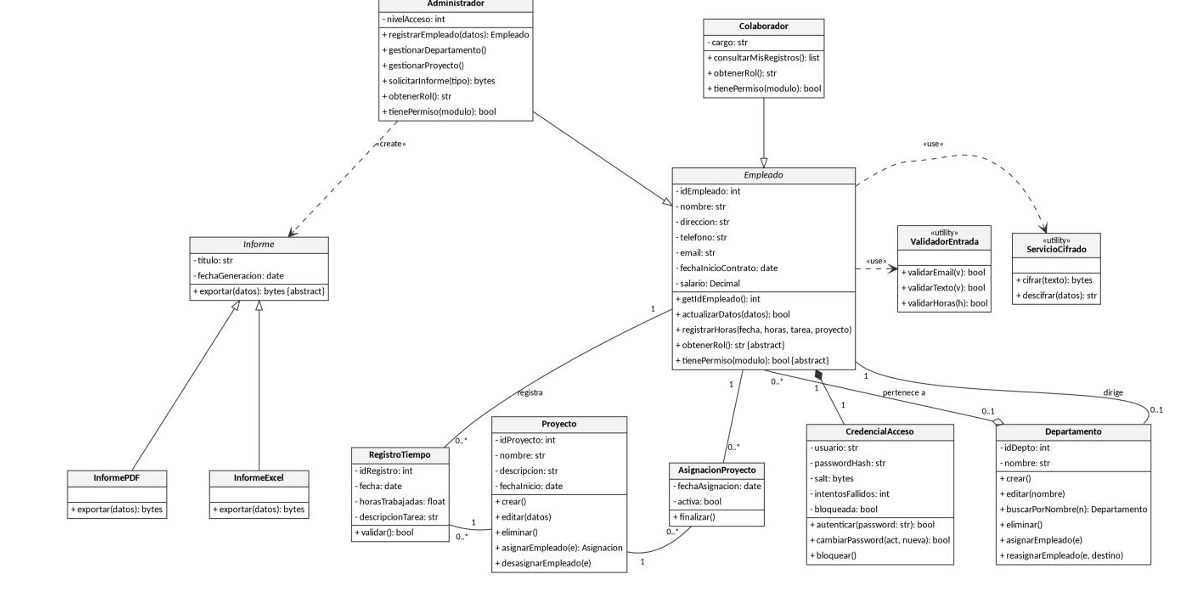 Administrador
- nivelAcceso: int
+ registrarEmpleado(datos): Empleado
+ gestionarDepartamento()
+ gestionarProyecto()
+ solicitarInforme(tipo): bytes
+ obtenerRol(): str
+ tienePermiso(modulo): bool
Colaborador
- cargo: str
+ consultarMisRegistros(): list
+ obtenerRol(): str
+ tienePermiso(modulo): bool
«create»
«use»
Empleado
- idEmpleado: int
- nombre: str
- direccion: str
- telefono: str
- email: str
- fechaInicioContrato: date
- salario: Decimal
+ getIdEmpleado(): int
+ actualizarDatos(datos): bool
+ registrarHoras(fecha, horas, tarea, proyecto)
+ obtenerRol(): str {abstract}
+ tienePermiso(modulo): bool {abstract}
«use»
«utility»
ValidadorEntrada
+ validarEmail(v): bool
+ validarTexto(v): bool
+ validarHoras(h): bool
«utility»
ServicioCifrado
+ cifrar(texto): bytes
+ descifrar(datos): str
Informe
- titulo: str
- fechaGeneracion: date
+ exportar(datos): bytes {abstract}
1
registra
0..*
1
0..*
0..*
pertenece a
0..1
1
1
1
dirige
0..1
InformePDF
+ exportar(datos): bytes
InformeExcel
+ exportar(datos): bytes
RegistroTiempo
- idRegistro: int
- fecha: date
- horasTrabajadas: float
- descripcionTarea: str
+ validar(): bool
1
0..*
Proyecto
- idProyecto: int
- nombre: str
- descripcion: str
- fechaInicio: date
+ crear()
+ editar(datos)
+ eliminar()
+ asignarEmpleado(e): Asignacion
+ desasignarEmpleado(e)
0..*
1
AsignacionProyecto
- fechaAsignacion: date
- activa: bool
+ finalizar()
CredencialAcceso
- usuario: str
- passwordHash: str
- salt: bytes
- intentosFallidos: int
- bloqueada: bool
+ autenticar(password: str): bool
+ cambiarPassword(act, nueva): bool
+ bloquear()
Departamento
- idDepto: int
- nombre: str
+ crear()
+ editar(nombre)
+ buscarPorNombre(n): Departamento
+ eliminar()
+ asignarEmpleado(e)
+ reasignarEmpleado(e, destino)